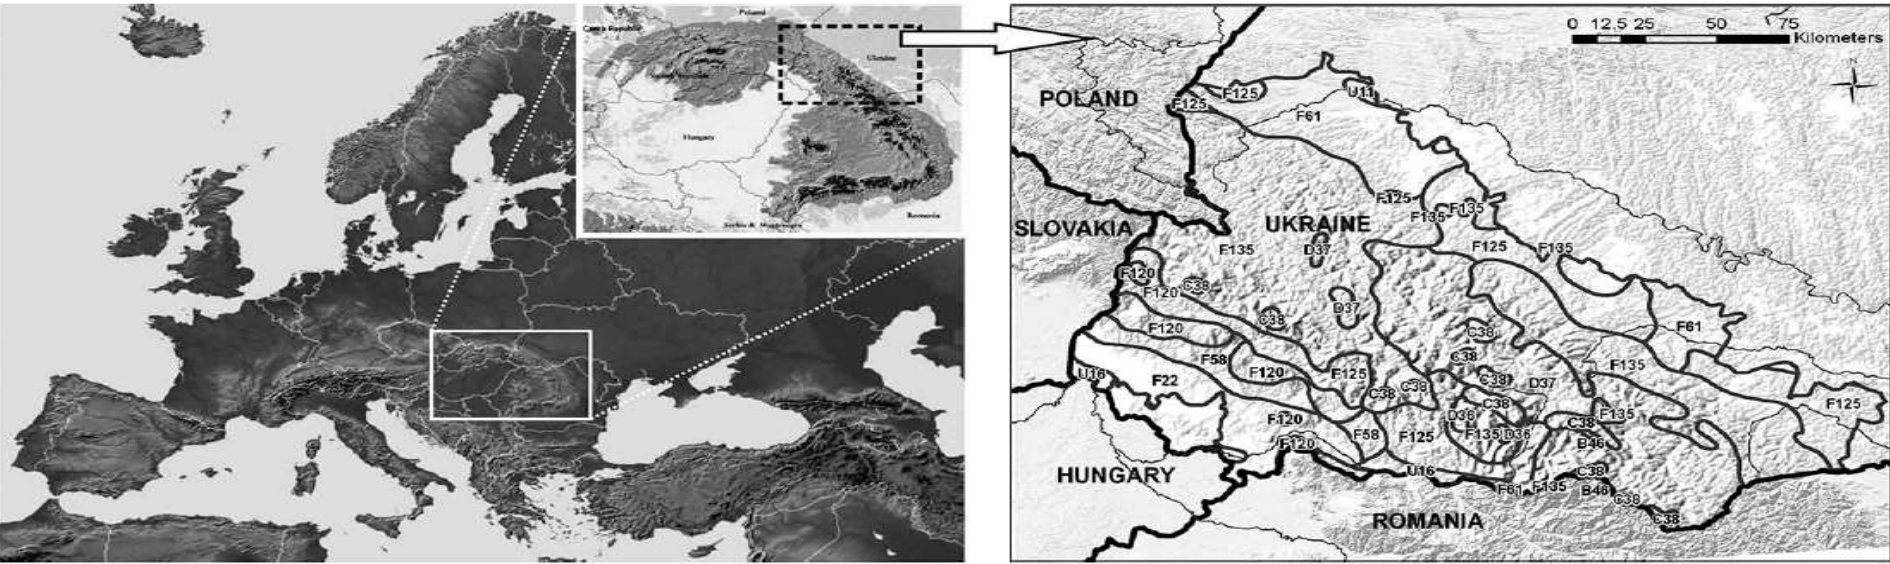 Poland
Czech Republic
Ukraine
Hungary
Romania
Serbia & Montenegro
0 12.5 25 50 75
Kilometers
N
POLAND
F125
F125
U11
F61
SLOVAKIA
UKRAINE
F125
F135
F135
F135
D37
F125
F135
F120
F120
C38
D37
C38
F120
C38
F61
F58
C38
F135
U16
F22
F120
F125
C38
C38
D37
C38
C38
F125
F120
D36
C38
F135
F120
F58
F125
F135
D36
B46
HUNGARY
U16
C38
F61
F135
B46
C38
C38
ROMANIA